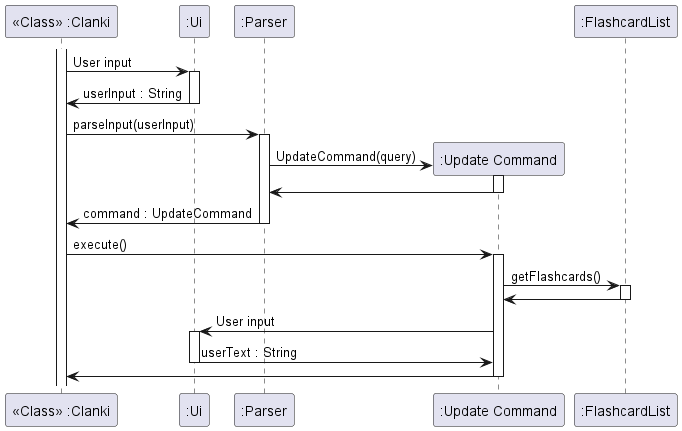 «Class» :Clanki
:Ui
:Parser
:FlashcardList
User input
userInput : String
parseInput(userInput)
UpdateCommand(query)
:Update Command
command : UpdateCommand
execute()
getFlashcards()
User input
userText : String
«Class» :Clanki
:Ui
:Parser
:Update Command
:FlashcardList